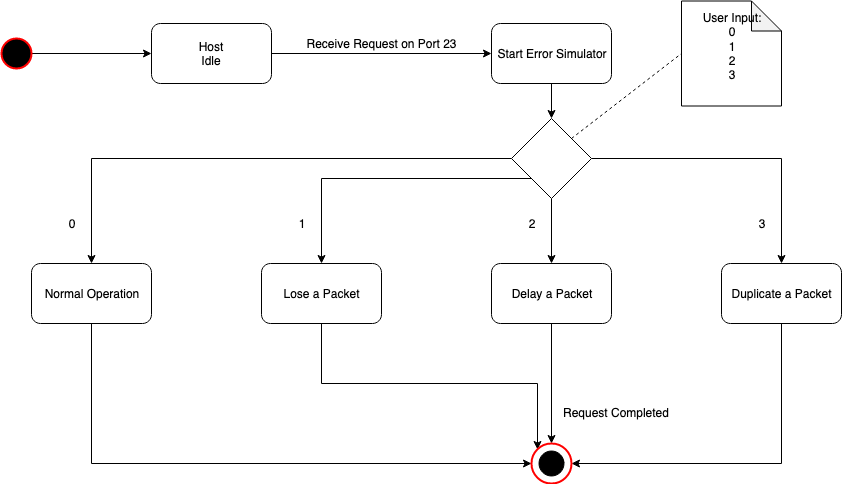 User Input:
0
1
2
3
Host
Idle
Receive Request on Port 23
Start Error Simulator
0
1
2
3
Normal Operation
Lose a Packet
Delay a Packet
Duplicate a Packet
Request Completed